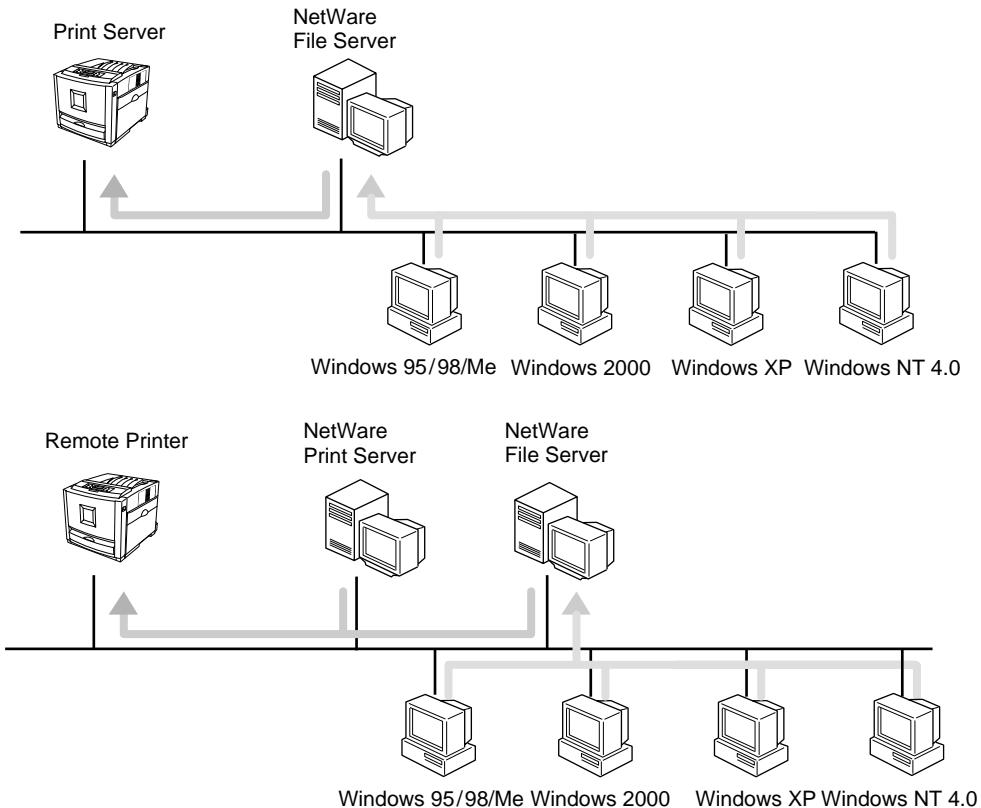 Print Server
NetWare
File Server
Windows 95/98/Me
Windows 2000
Windows XP
Windows NT 4.0
Remote Printer
NetWare
Print Server
NetWare
File Server
Windows 95/98/Me
Windows 2000
Windows XP
Windows NT 4.0